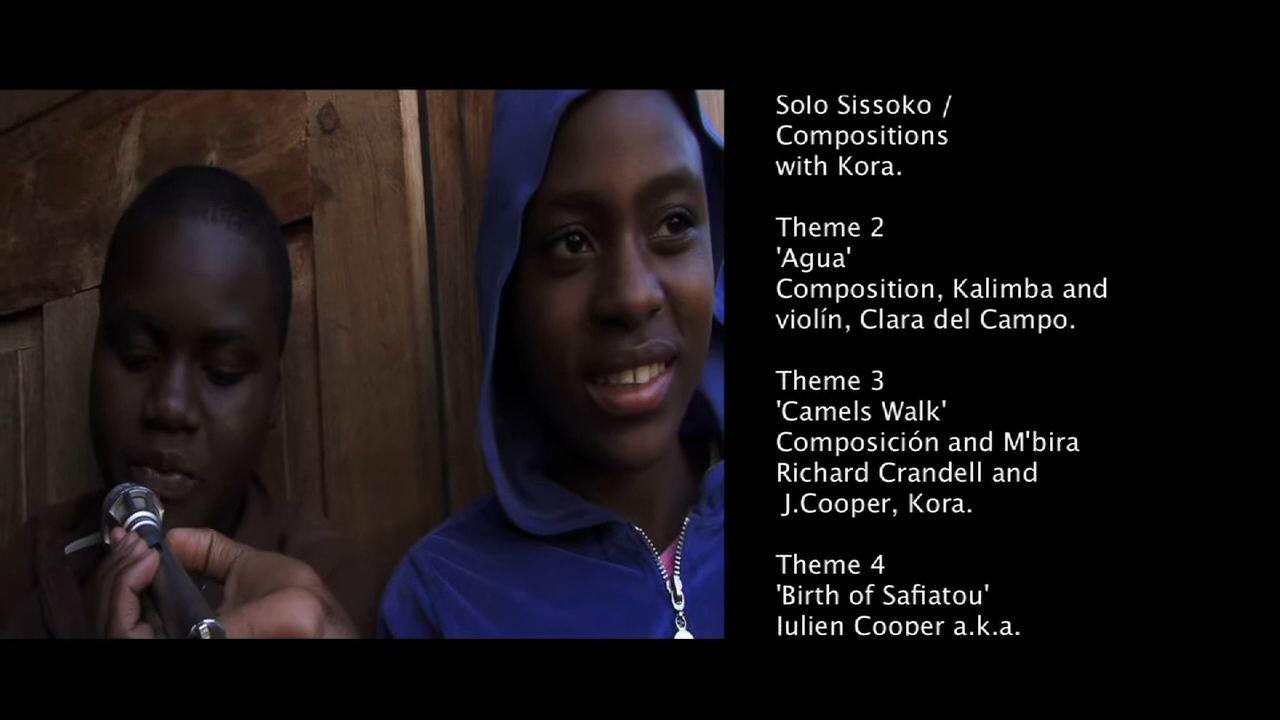 Solo Sissoko /
Compositions
with Kora.
Theme 2
'Agua'
Composition, Kalimba and
violín, Clara del Campo.
Theme 3
'Camels Walk'
Composición and M'bira
Richard Crandell and
J.Cooper, Kora.
Theme 4
'Birth of Safiatou'
Julien Cooper a.k.a.